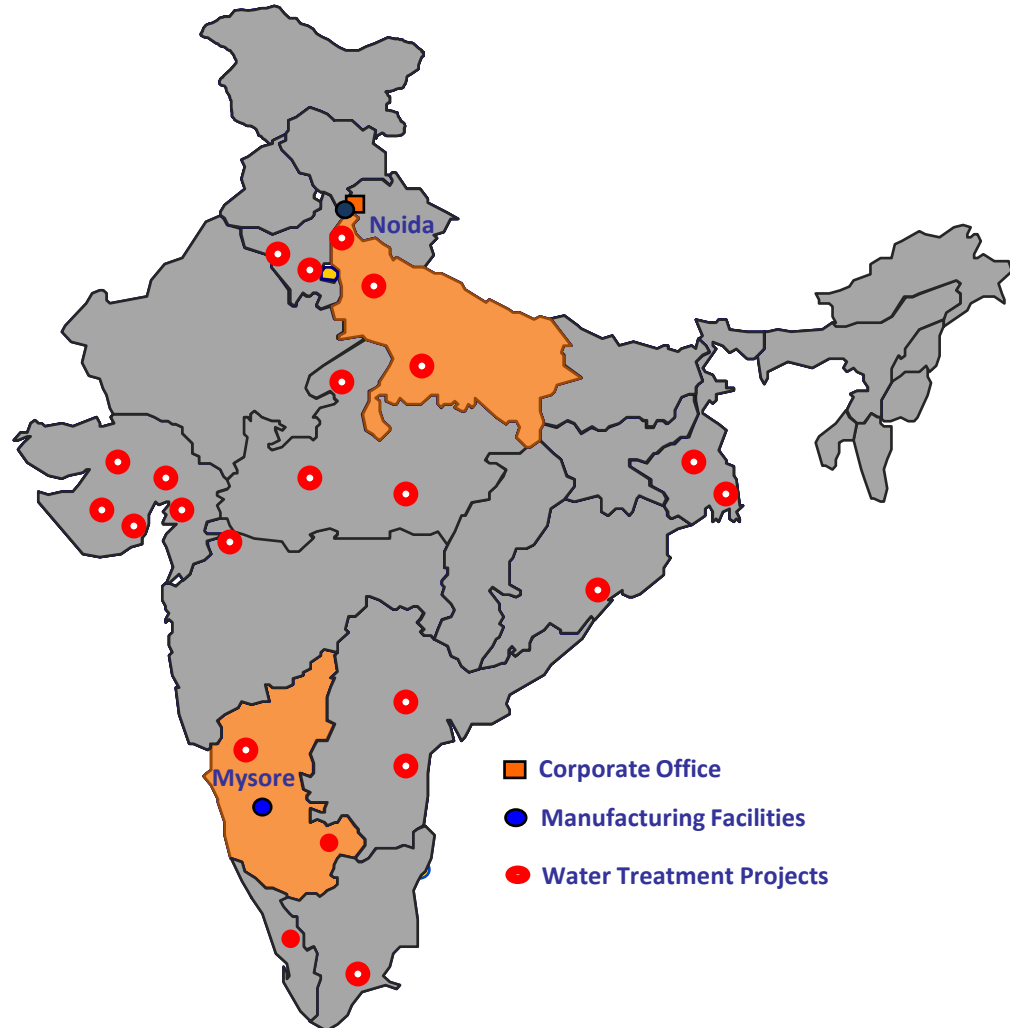 Noida
Mysore
Corporate Office
Manufacturing Facilities
Water Treatment Projects